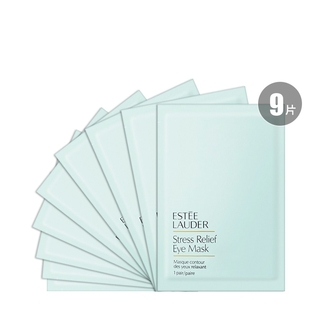 9片
ESTĒE
LAUDER
Stress Relief
Eye Mask
Masque contour
des yeux relaxant
1 pair/paire